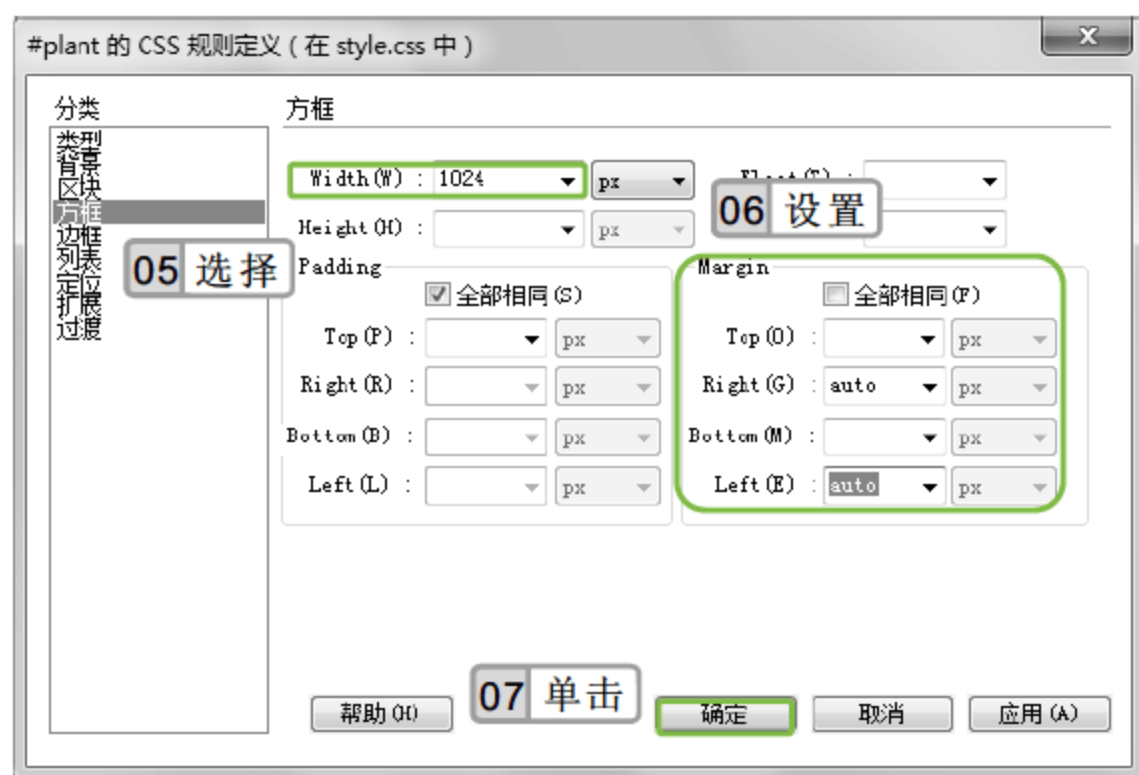 #plant 的 CSS 规则定义 ( 在 style.css 中 )
分类
类型
背景
区块
方框
边框
列表
定位
扩展
过度
05 选择
方框
Width(W) : 1024 px
06 设置
Height(H) : px
Padding
全部相同(S)
Top(P) : px
Right(R) : px
Bottom(B) : px
Left(L) : px
Margin
全部相同(F)
Top(O) : px
Right(G) : auto px
Bottom(M) : px
Left(E) : auto px
07 单击
帮助(H) 确定 取消 应用(A)